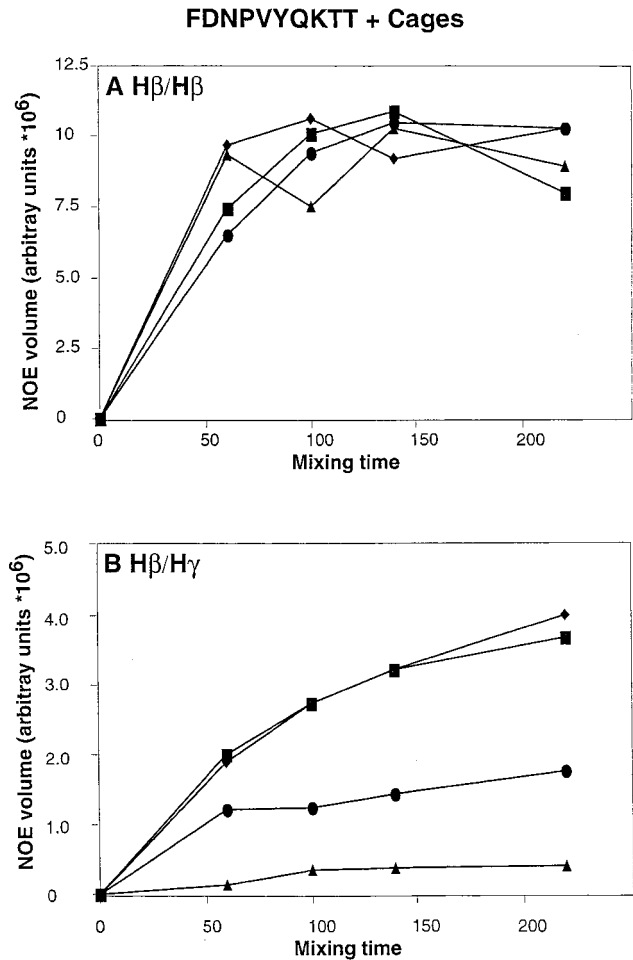 FDNPVYQKTT + Cages
A Hβ/Hβ
NOE volume (arbitray units *10⁶)
12.5
10
7.5
5.0
2.5
0
0 50 100 150 200
Mixing time
B Hβ/Hγ
NOE volume (arbitray units *10⁶)
5.0
4.0
3.0
2.0
1.0
0
0 50 100 150 200
Mixing time